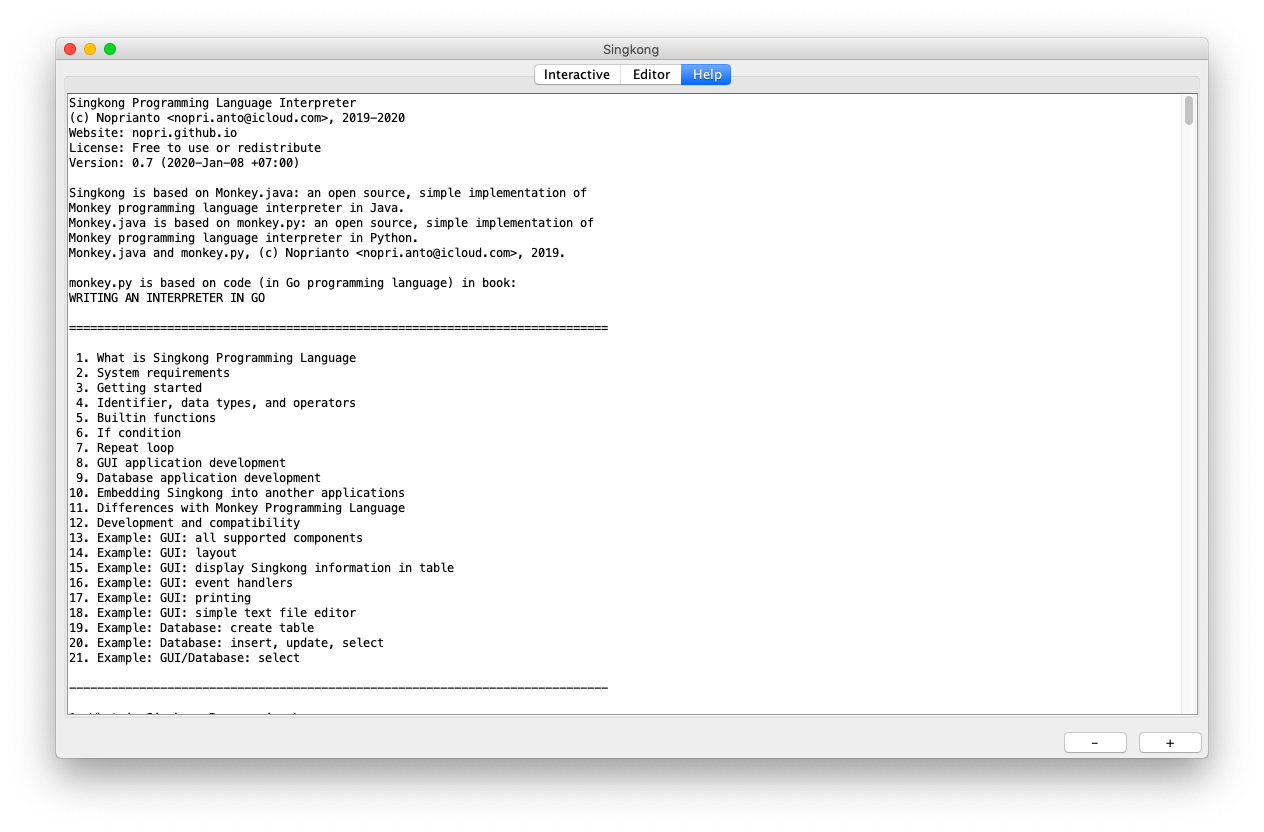 Singkong
Interactive Editor Help
Singkong Programming Language Interpreter
(c) Noprianto <nopri.anto@icloud.com>, 2019-2020
Website: nopri.github.io
License: Free to use or redistribute
Version: 0.7 (2020-Jan-08 +07:00)
Singkong is based on Monkey.java: an open source, simple implementation of
Monkey programming language interpreter in Java.
Monkey.java is based on monkey.py: an open source, simple implementation of
Monkey programming language interpreter in Python.
Monkey.java and monkey.py, (c) Noprianto <nopri.anto@icloud.com>, 2019.
monkey.py is based on code (in Go programming language) in book:
WRITING AN INTERPRETER IN GO
=============================================================================
1. What is Singkong Programming Language
2. System requirements
3. Getting started
4. Identifier, data types, and operators
5. Builtin functions
6. If condition
7. Repeat loop
8. GUI application development
9. Database application development
10. Embedding Singkong into another applications
11. Differences with Monkey Programming Language
12. Development and compatibility
13. Example: GUI: all supported components
14. Example: GUI: layout
15. Example: GUI: display Singkong information in table
16. Example: GUI: event handlers
17. Example: GUI: printing
18. Example: GUI: simple text file editor
19. Example: Database: create table
20. Example: Database: insert, update, select
21. Example: GUI/Database: select
-----------------------------------------------------------------------------
- +